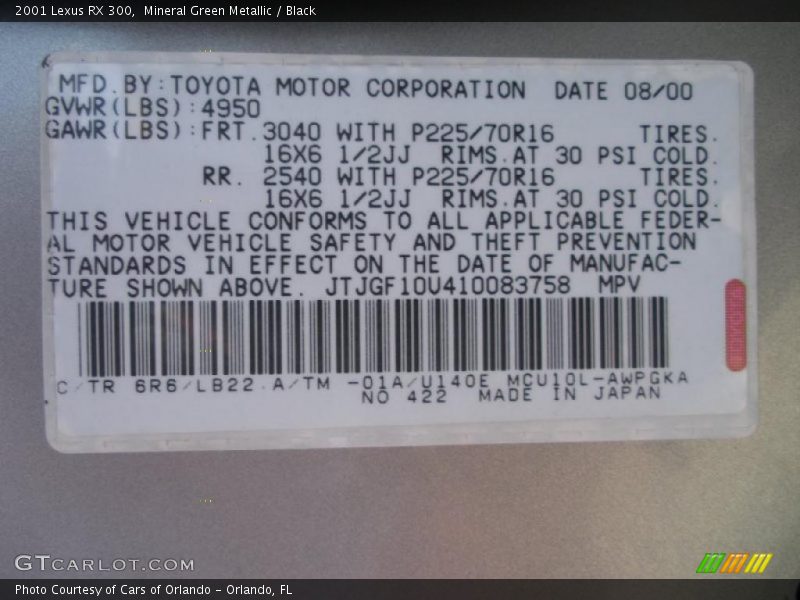 2001 Lexus RX 300, Mineral Green Metallic / Black
MFD.BY:TOYOTA MOTOR CORPORATION DATE 08/00
GVWR(LBS):4950
GAWR(LBS):FRT.3040 WITH P225/70R16 TIRES.
16X6 1/2JJ RIMS.AT 30 PSI COLD.
RR. 2540 WITH P225/70R16 TIRES.
16X6 1/2JJ RIMS.AT 30 PSI COLD.
THIS VEHICLE CONFORMS TO ALL APPLICABLE FEDER-
AL MOTOR VEHICLE SAFETY AND THEFT PREVENTION
STANDARDS IN EFFECT ON THE DATE OF MANUFAC-
TURE SHOWN ABOVE. JTJGF10U410083758 MPV
C/TR 6R6/LB22.A/TM -01A/U140E MCU10L-AWPGKA
NO 422 MADE IN JAPAN
GTCARLOT.COM
Photo Courtesy of Cars of Orlando - Orlando, FL